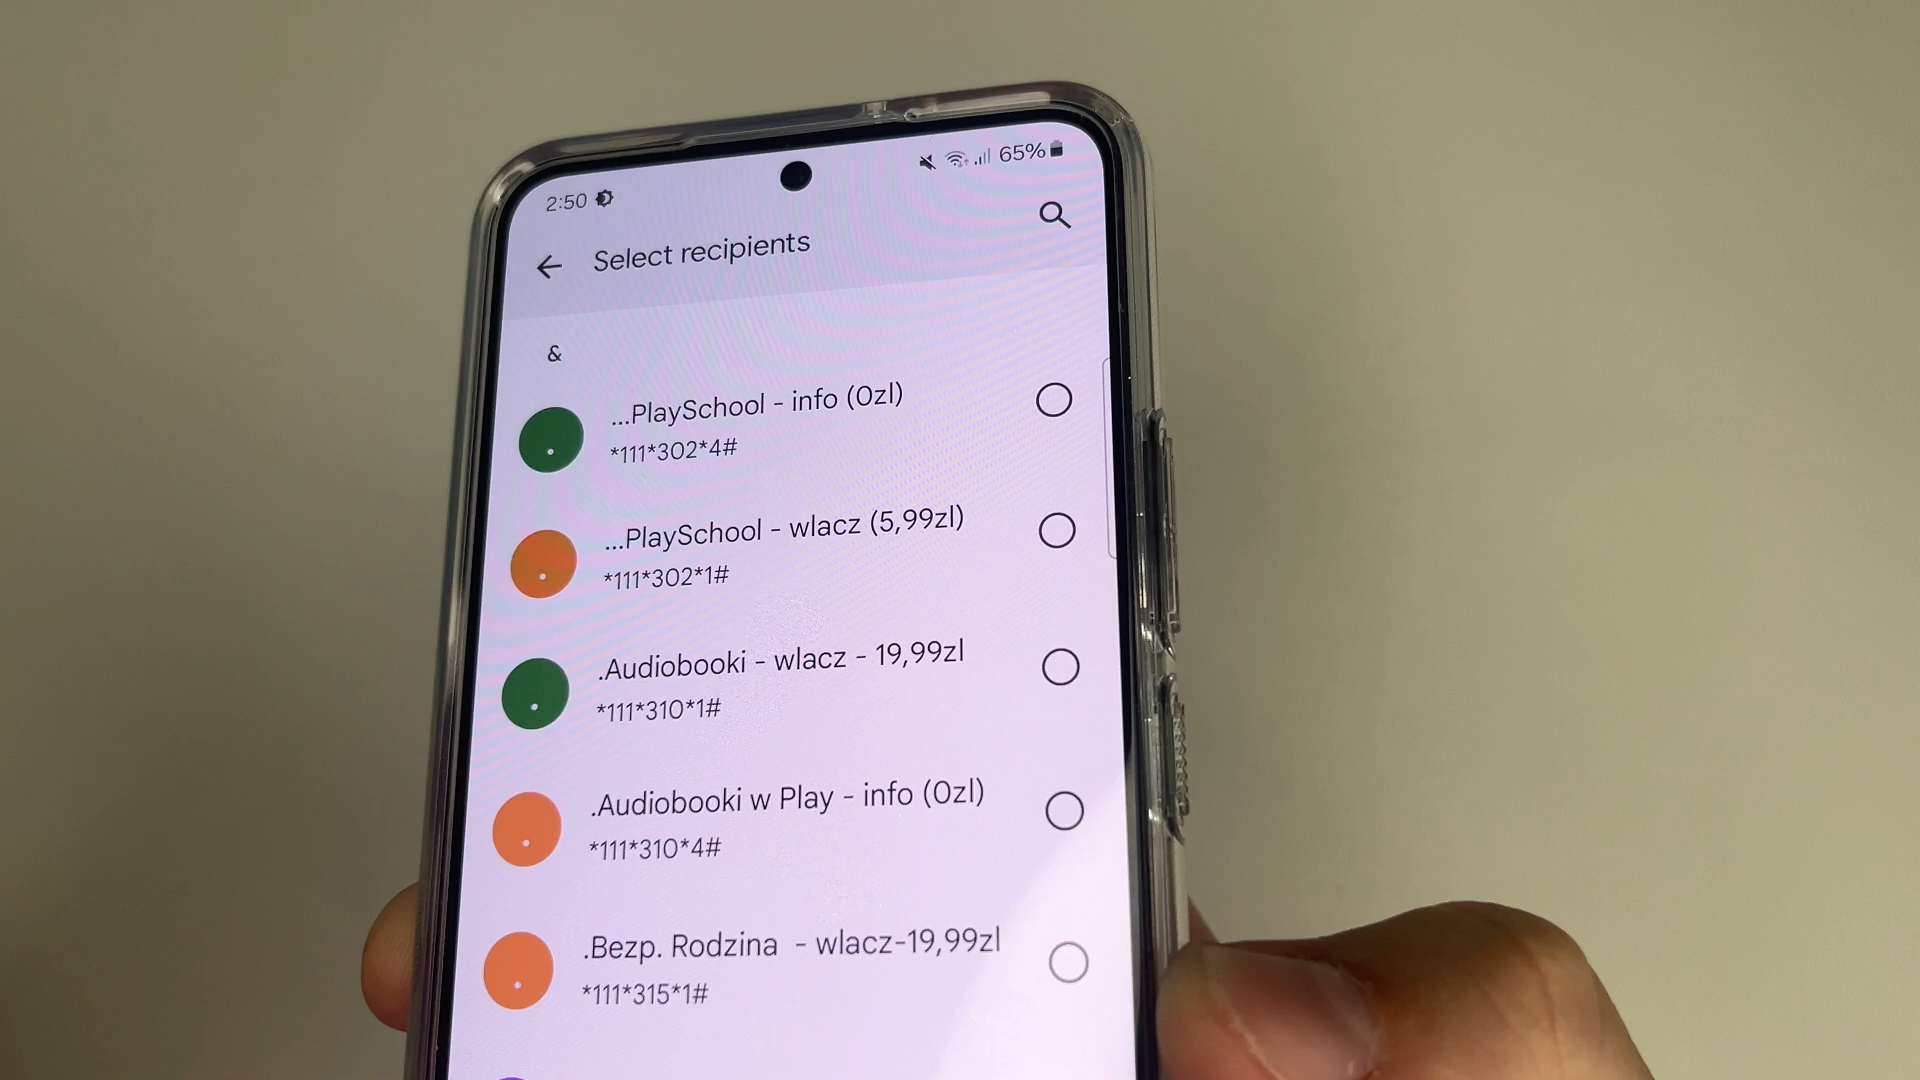 2:50
65%
Select recipients
&
...PlaySchool - info (0zl)
*111*302*4#
...PlaySchool - wlacz (5,99zl)
*111*302*1#
.Audiobooki - wlacz - 19,99zl
*111*310*1#
.Audiobooki w Play - info (0zl)
*111*310*4#
.Bezp. Rodzina  - wlacz-19,99zl
*111*315*1#